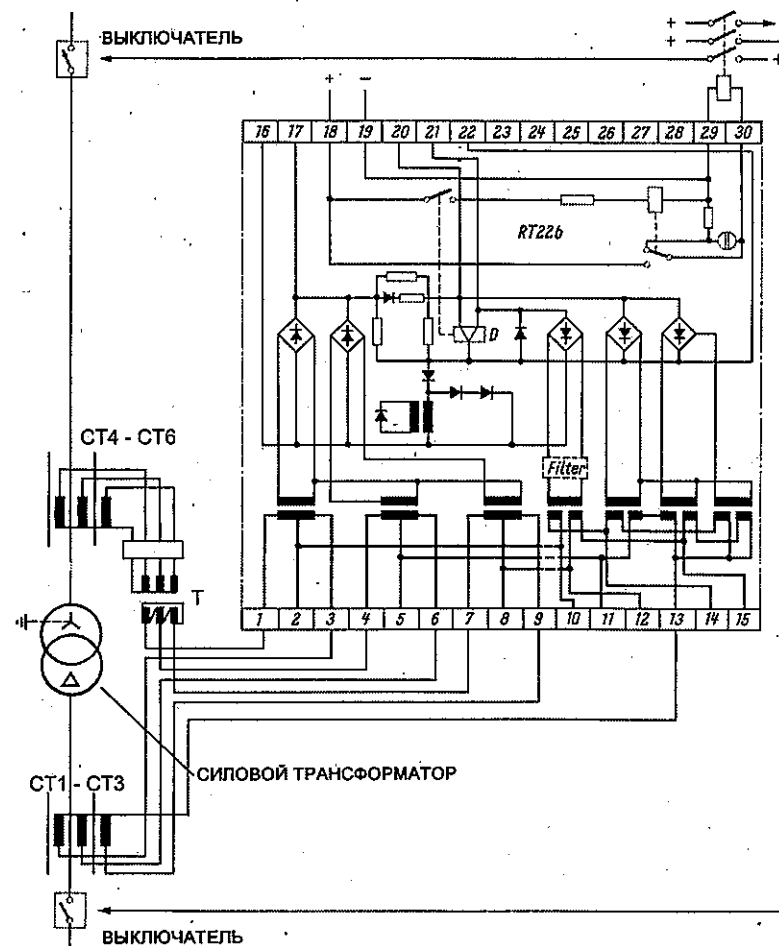 ВЫКЛЮЧАТЕЛЬ
+
+
+
+ −
16 17 18 19 20 21 22 23 24 25 26 27 28 29 30
RT22б
D
CT4 - CT6
Filter
T
1 2 3 4 5 6 7 8 9 10 11 12 13 14 15
СИЛОВОЙ ТРАНСФОРМАТОР
CT1 - CT3
ВЫКЛЮЧАТЕЛЬ